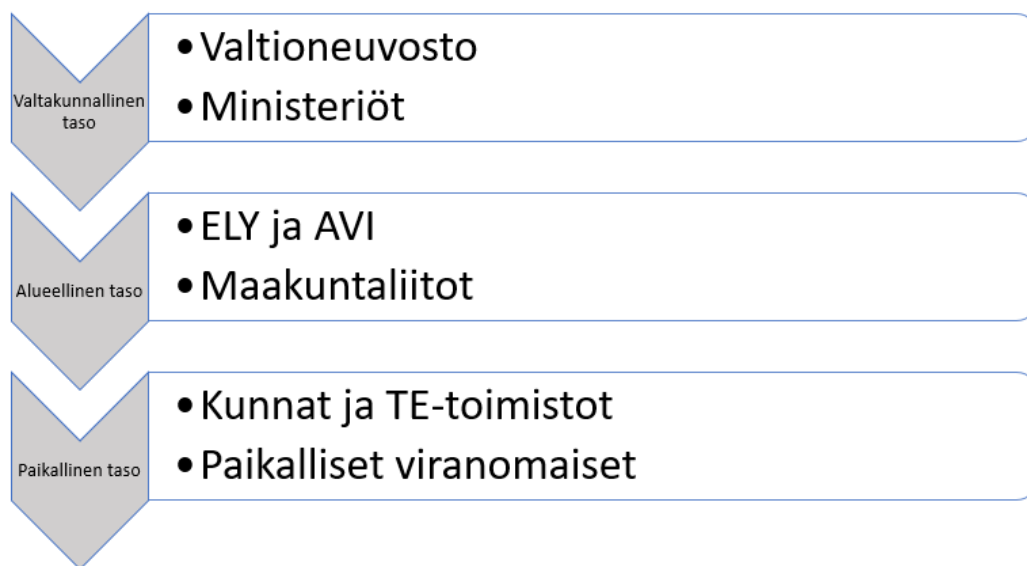 Valtakunnallinen
taso
• Valtioneuvosto
• Ministeriöt
Alueellinen taso
• ELY ja AVI
• Maakuntaliitot
Paikallinen taso
• Kunnat ja TE-toimistot
• Paikalliset viranomaiset